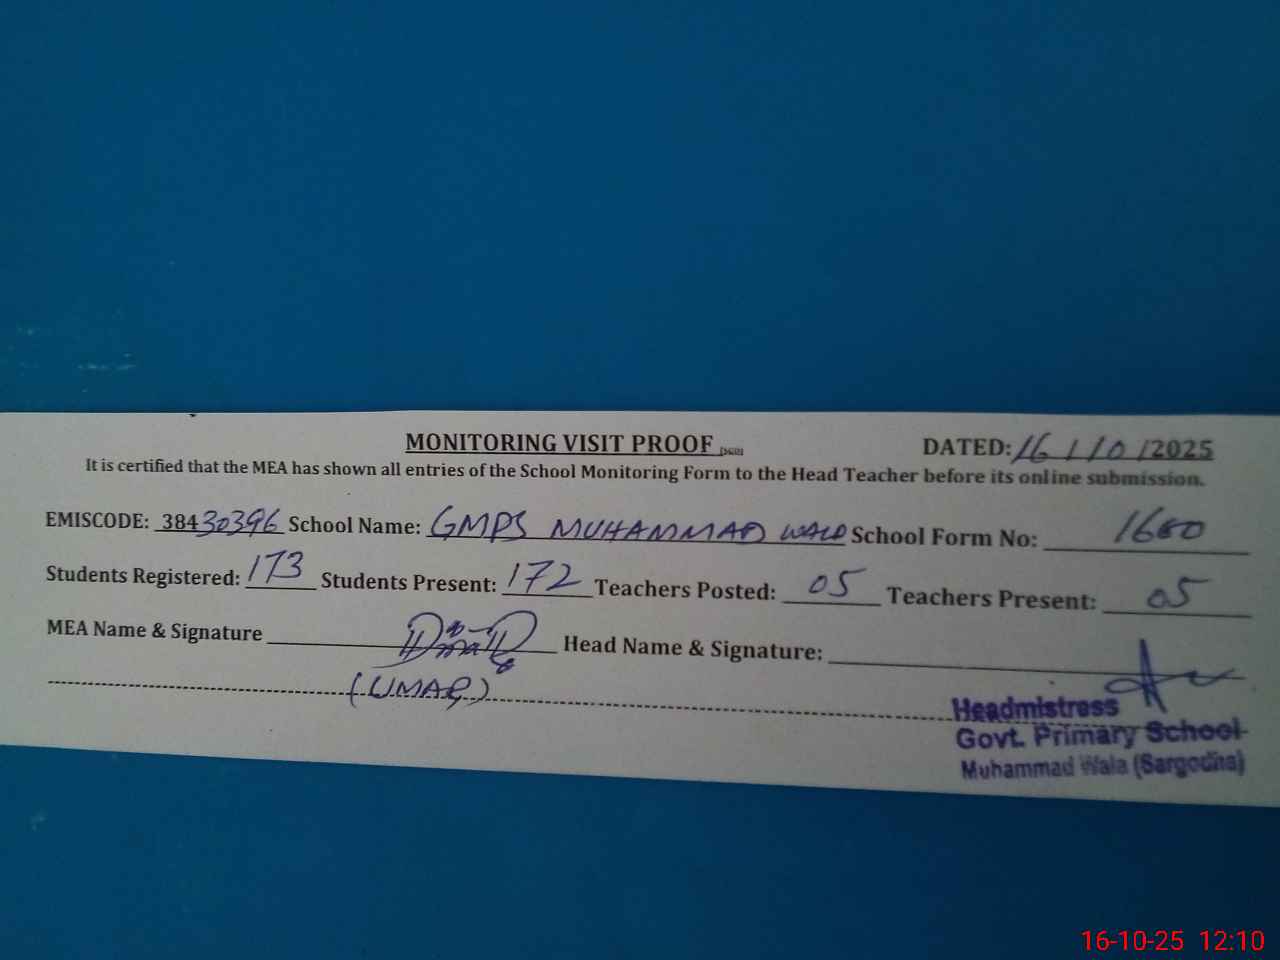 MONITORING VISIT PROOF DATED: 16/10/2025
It is certified that the MEA has shown all entries of the School Monitoring Form to the Head Teacher before its online submission.
EMISCODE: 38430396 School Name: GMPS MUHAMMAD WALA School Form No: 1680
Students Registered: 173 Students Present: 172 Teachers Posted: 05 Teachers Present: 05
MEA Name & Signature Head Name & Signature:
(UMAR)
Headmistress
Govt. Primary School
Muhammad Wala (Sargodha)
16-10-25 12:10